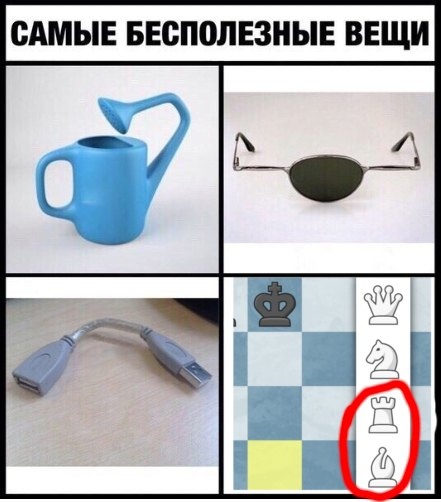 САМЫЕ БЕСПОЛЕЗНЫЕ ВЕЩИ